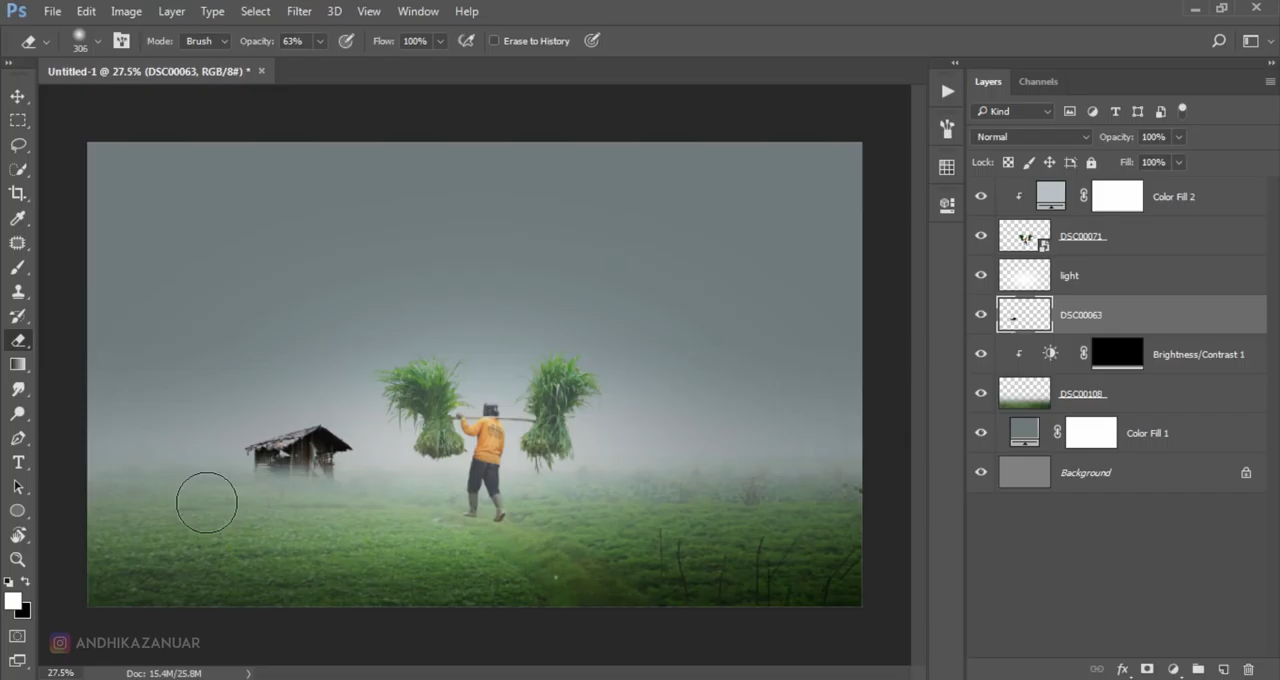 Ps File Edit Image Layer Type Select Filter 3D View Window Help
306 Mode: Brush Opacity: 63% Flow: 100% Erase to History
Untitled-1 @ 27.5% (DSC00063, RGB/8#) * ×
Layers Channels
Kind
Normal Opacity: 100%
Lock: Fill: 100%
Color Fill 2
DSC00071
light
DSC00063
Brightness/Contrast 1
DSC00108
Color Fill 1
Background
ANDHIKAZANUAR
27.5% Doc: 15.4M/25.8M